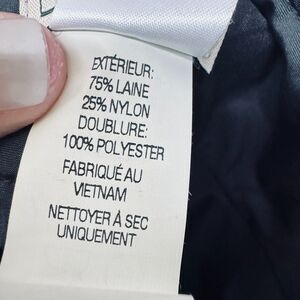 EXTÉRIEUR:
75% LAINE
25% NYLON
DOUBLURE:
100% POLYESTER
FABRIQUÉ AU
VIETNAM
NETTOYER À SEC
UNIQUEMENT